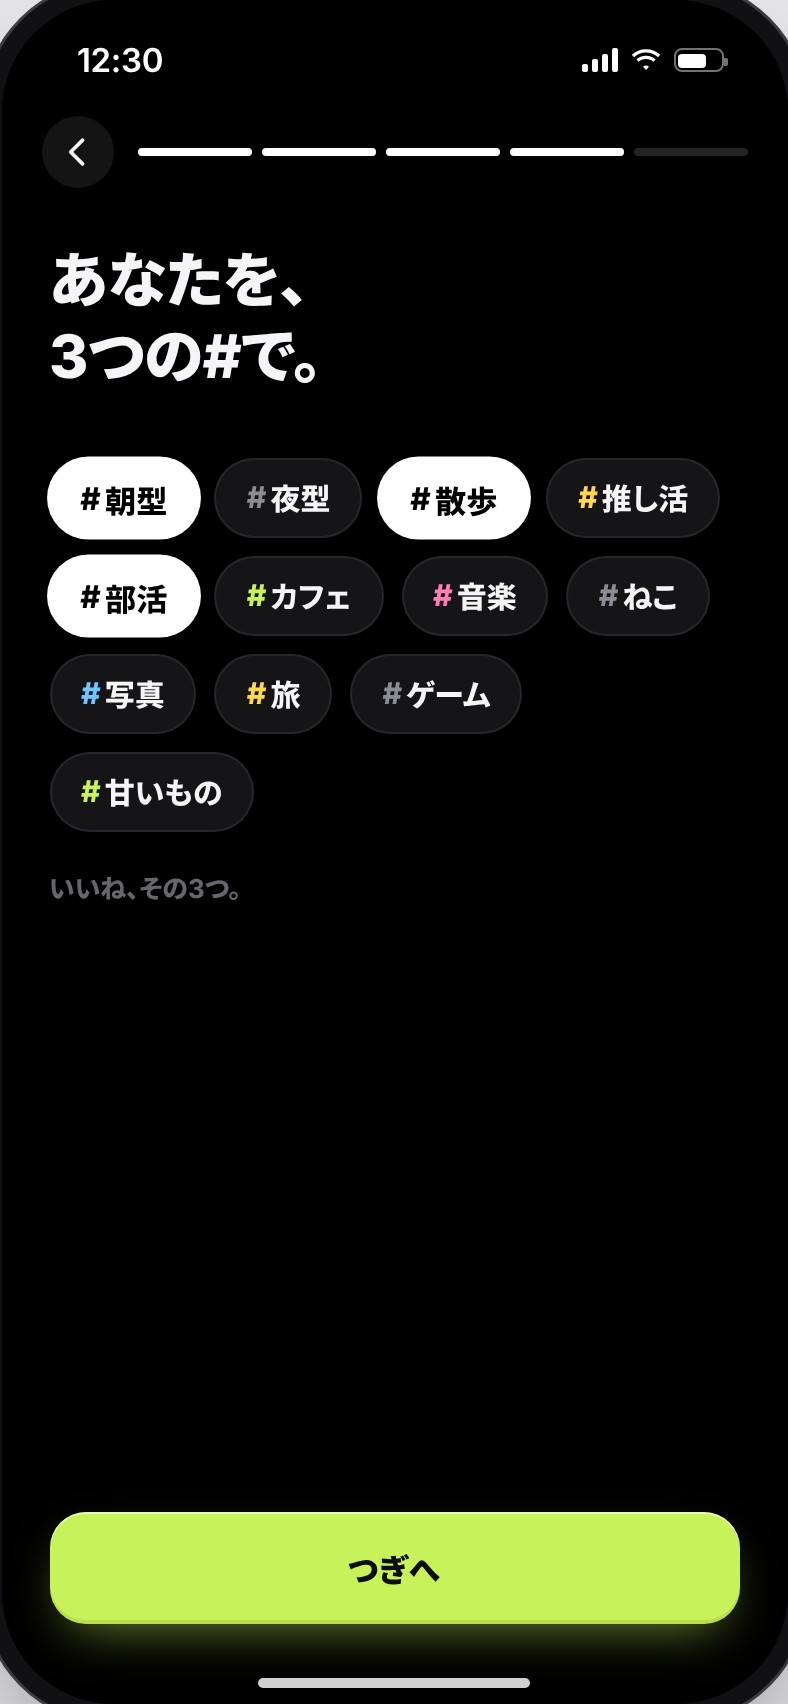 12:30
あなたを、
3つの#で。
#朝型 #夜型 #散歩 #推し活
#部活 #カフェ #音楽 #ねこ
#写真 #旅 #ゲーム
#甘いもの
いいね、その3つ。
つぎへ